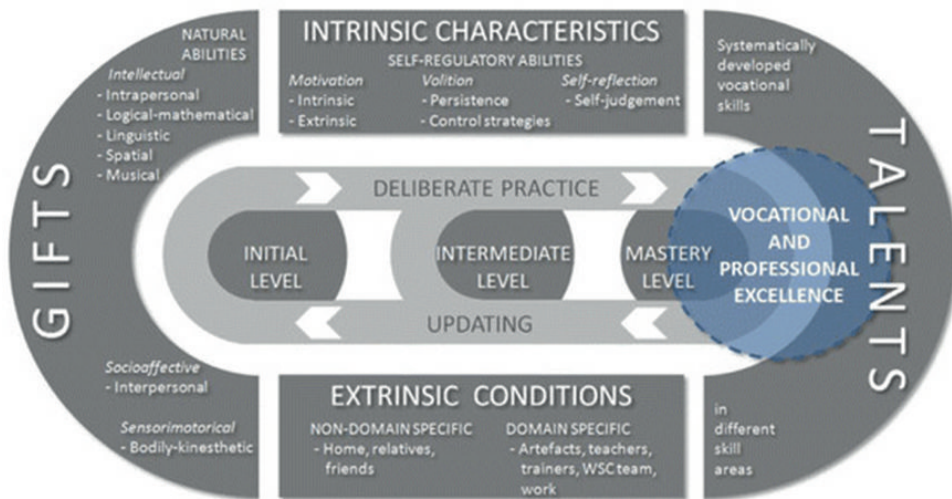 GIFTS
NATURAL
ABILITIES
Intellectual
- Intrapersonal
- Logical-mathematical
- Linguistic
- Spatial
- Musical
Socioaffective
- Interpersonal
Sensorimotorical
- Bodily-kinesthetic
INTRINSIC CHARACTERISTICS
SELF-REGULATORY ABILITIES
Motivation
- Intrinsic
- Extrinsic
Volition
- Persistence
- Control strategies
Self-reflection
- Self-judgement
DELIBERATE PRACTICE
INITIAL
LEVEL
INTERMEDIATE
LEVEL
MASTERY
LEVEL
VOCATIONAL
AND
PROFESSIONAL
EXCELLENCE
UPDATING
EXTRINSIC CONDITIONS
NON-DOMAIN SPECIFIC
- Home, relatives,
friends
DOMAIN SPECIFIC
- Artefacts, teachers,
trainers, WSC team,
work
Systematically
developed
vocational
skills
TALENTS
in
different
skill
areas